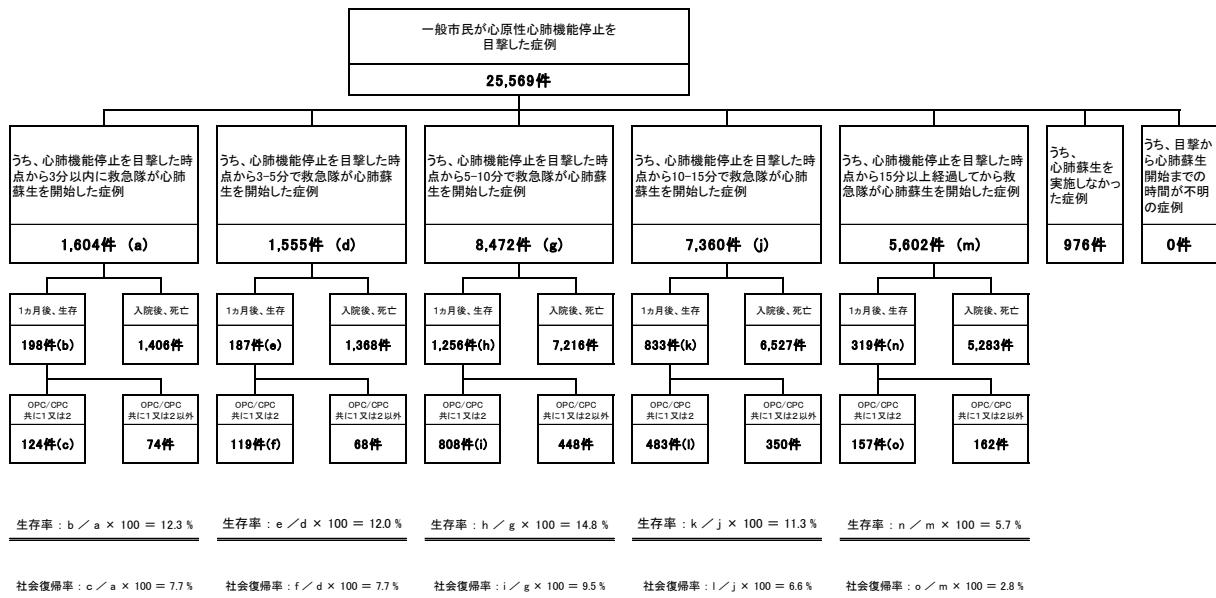 一般市民が心原性心肺機能停止を
目撃した症例
25,569件
うち、心肺機能停止を目撃した時
点から3分以内に救急隊が心肺
蘇生を開始した症例
1,604件 (a)
うち、心肺機能停止を目撃した時
点から3-5分で救急隊が心肺蘇
生を開始した症例
1,555件 (d)
うち、心肺機能停止を目撃した時
点から5-10分で救急隊が心肺蘇
生を開始した症例
8,472件 (g)
うち、心肺機能停止を目撃した時
点から10-15分で救急隊が心肺
蘇生を開始した症例
7,360件 (j)
うち、心肺機能停止を目撃した時
点から15分以上経過してから救
急隊が心肺蘇生を開始した症例
5,602件 (m)
うち、
心肺蘇生を
実施しなかっ
た症例
976件
うち、目撃か
ら心肺蘇生
開始までの
時間が不明
の症例
0件
1ヵ月後、生存
198件(b)
入院後、死亡
1,406件
1ヵ月後、生存
187件(e)
入院後、死亡
1,368件
1ヵ月後、生存
1,256件(h)
入院後、死亡
7,216件
1ヵ月後、生存
833件(k)
入院後、死亡
6,527件
1ヵ月後、生存
319件(n)
入院後、死亡
5,283件
OPC/CPC
共に1又は2
124件(c)
OPC/CPC
共に1又は2以外
74件
OPC/CPC
共に1又は2
119件(f)
OPC/CPC
共に1又は2以外
68件
OPC/CPC
共に1又は2
808件(i)
OPC/CPC
共に1又は2以外
448件
OPC/CPC
共に1又は2
483件(l)
OPC/CPC
共に1又は2以外
350件
OPC/CPC
共に1又は2
157件(o)
OPC/CPC
共に1又は2以外
162件
生存率：b／a × 100 ＝ 12.3 %
生存率：e／d × 100 ＝ 12.0 %
生存率：h／g × 100 ＝ 14.8 %
生存率：k／j × 100 ＝ 11.3 %
生存率：n／m × 100 ＝ 5.7 %
社会復帰率：c／a × 100 ＝ 7.7 %
社会復帰率：f／d × 100 ＝ 7.7 %
社会復帰率：i／g × 100 ＝ 9.5 %
社会復帰率：l／j × 100 ＝ 6.6 %
社会復帰率：o／m × 100 ＝ 2.8 %